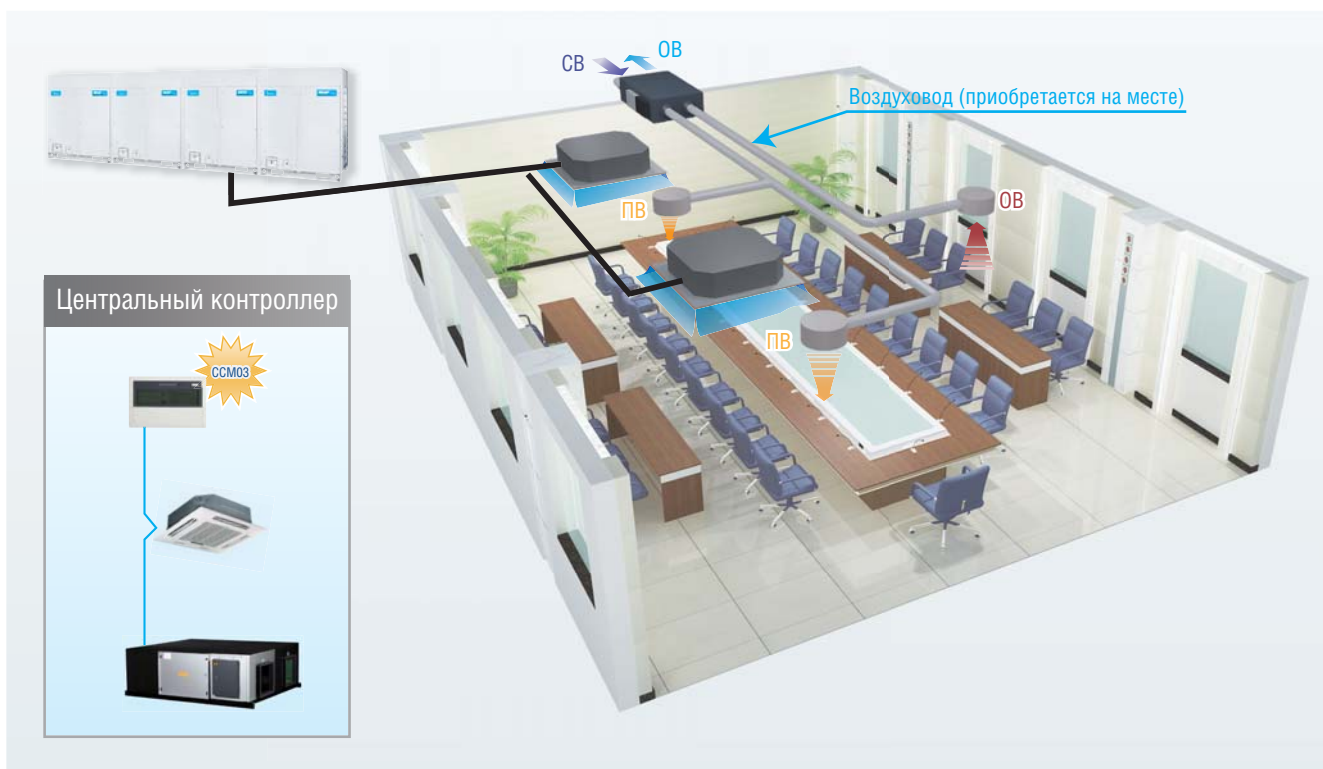 СВ
ОВ
Воздуховод (приобретается на месте)
ПВ
ОВ
ПВ
Центральный контроллер
CCM03